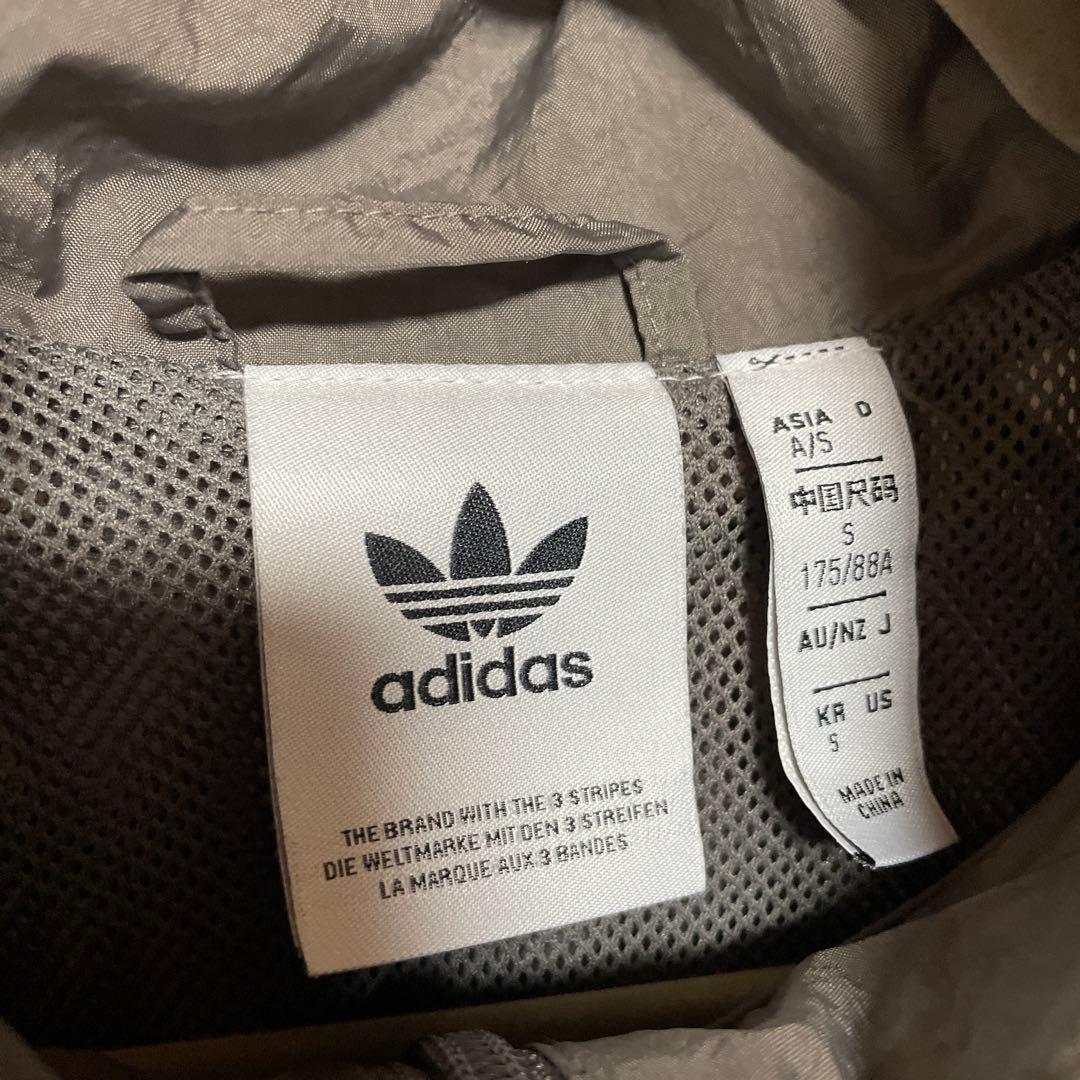 adidas
THE BRAND WITH THE 3 STRIPES
DIE WELTMARKE MIT DEN 3 STREIFEN
LA MARQUE AUX 3 BANDES
ASIA D
A/S
中国尺码
S
175/88A
AU/NZ J
KR US
S
MADE IN
CHINA